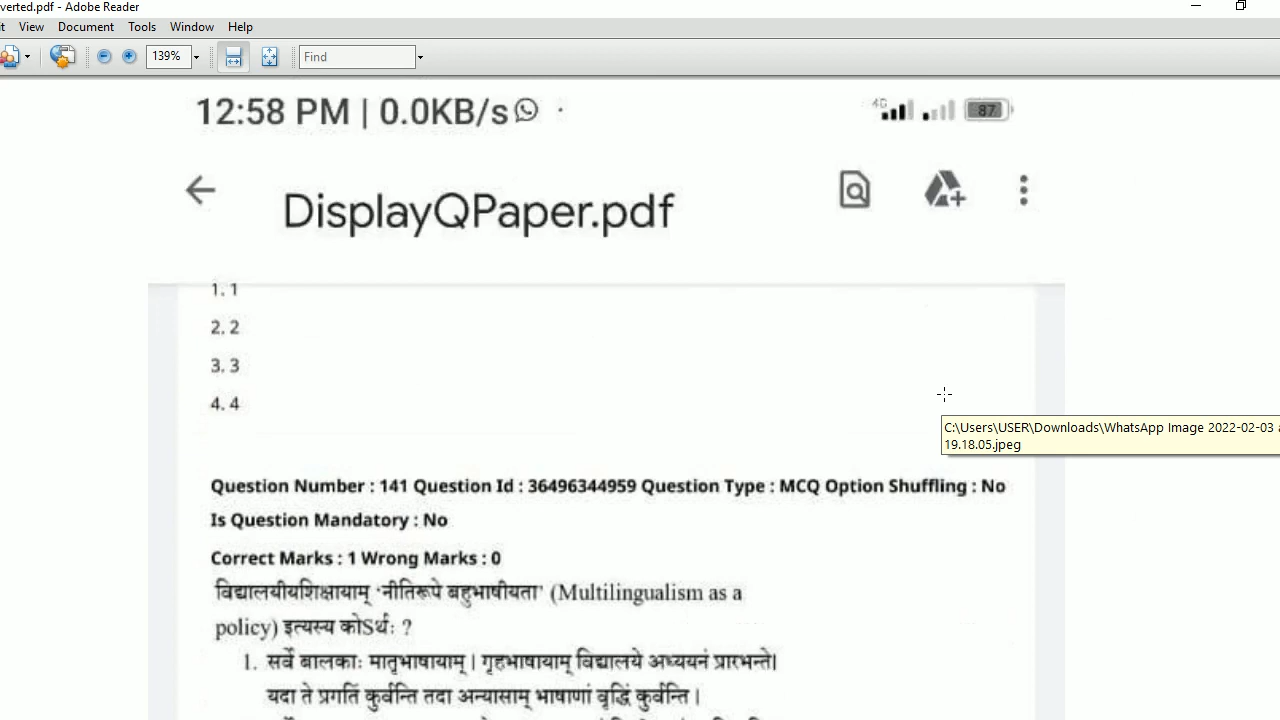 verted.pdf - Adobe Reader
it View Document Tools Window Help
139%
Find
12:58 PM | 0.0KB/s
4G
87
DisplayQPaper.pdf
1. 1
2. 2
3. 3
4. 4
C:\Users\USER\Downloads\WhatsApp Image 2022-02-03 a
19.18.05.jpeg
Question Number : 141 Question Id : 36496344959 Question Type : MCQ Option Shuffling : No
Is Question Mandatory : No
Correct Marks : 1 Wrong Marks : 0
विद्यालयीयशिक्षायाम् 'नीतिरूपे बहुभाषीयता' (Multilingualism as a
policy) इत्यस्य कोSर्थः ?
1. सर्वे बालकाः मातृभाषायाम् | गृहभाषायाम् विद्यालये अध्ययनं प्रारभन्ते|
यदा ते प्रगतिं कुर्वन्ति तदा अन्यासाम् भाषाणां वृद्धिं कुर्वन्ति |